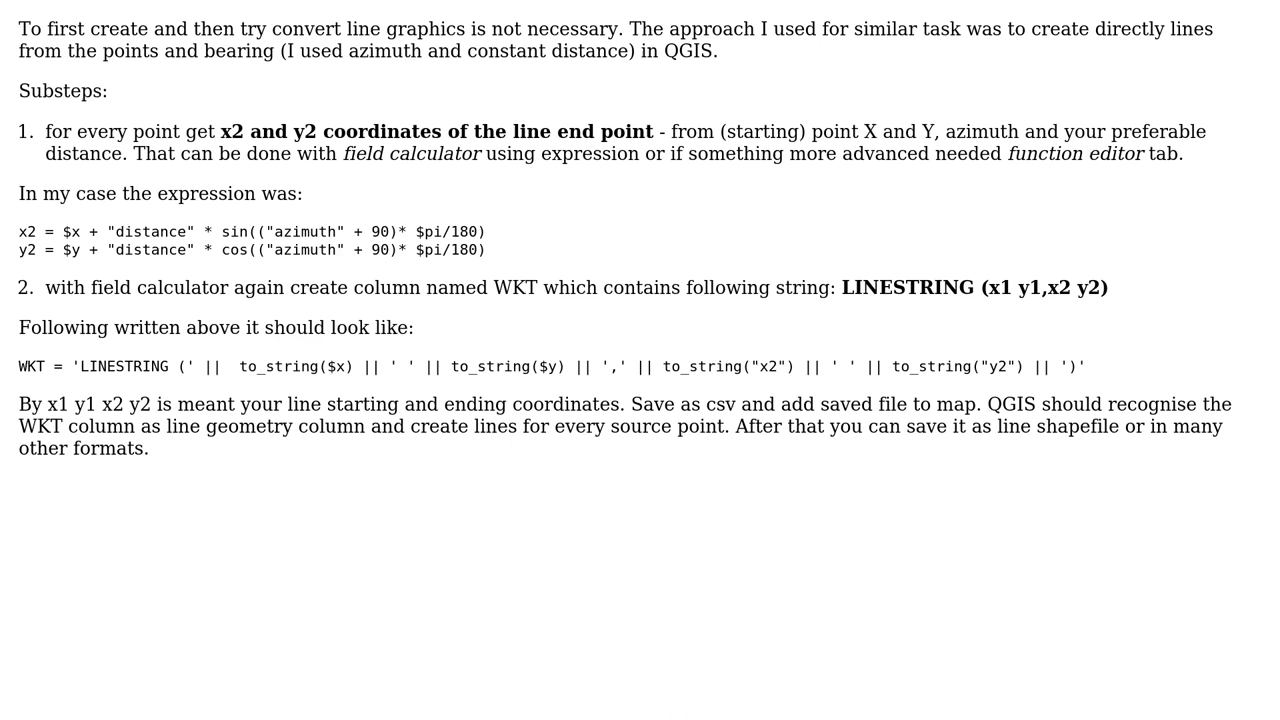 To first create and then try convert line graphics is not necessary. The approach I used for similar task was to create directly lines
from the points and bearing (I used azimuth and constant distance) in QGIS.
Substeps:
1. for every point get x2 and y2 coordinates of the line end point - from (starting) point X and Y, azimuth and your preferable
distance. That can be done with field calculator using expression or if something more advanced needed function editor tab.
In my case the expression was:
x2 = $x + "distance" * sin(("azimuth" + 90)* $pi/180)
y2 = $y + "distance" * cos(("azimuth" + 90)* $pi/180)
2. with field calculator again create column named WKT which contains following string: LINESTRING (x1 y1,x2 y2)
Following written above it should look like:
WKT = 'LINESTRING (' ||  to_string($x) || ' ' || to_string($y) || ',' || to_string("x2") || ' ' || to_string("y2") || ')'
By x1 y1 x2 y2 is meant your line starting and ending coordinates. Save as csv and add saved file to map. QGIS should recognise the
WKT column as line geometry column and create lines for every source point. After that you can save it as line shapefile or in many
other formats.